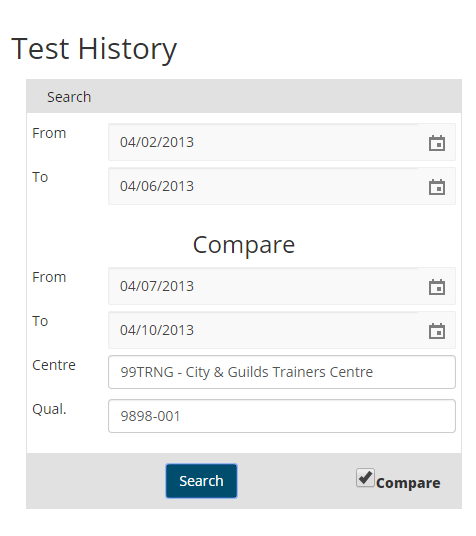 Test History
Search
From 04/02/2013
To 04/06/2013
Compare
From 04/07/2013
To 04/10/2013
Centre 99TRNG - City & Guilds Trainers Centre
Qual. 9898-001
Search Compare